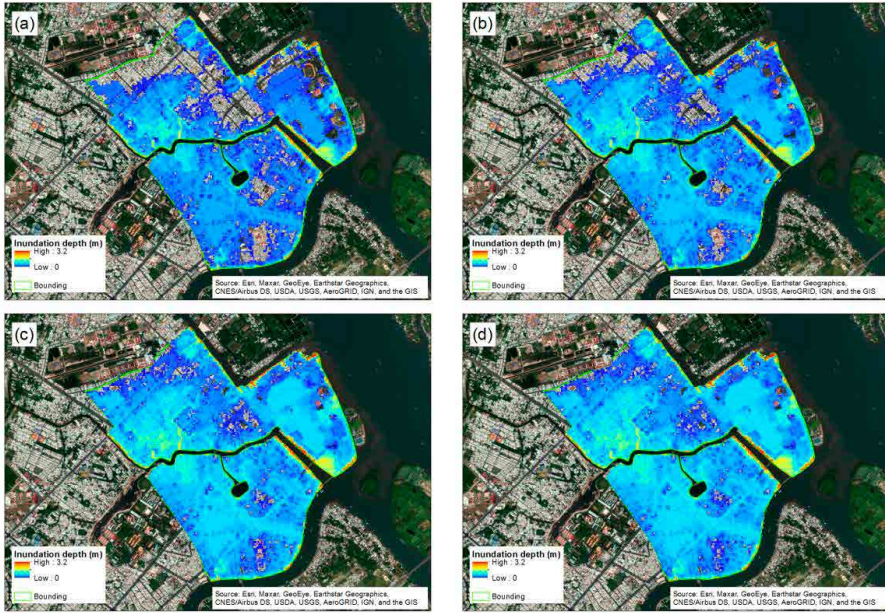 (a)
Inundation depth (m)
High : 3.2
Low : 0
Bounding
Source: Esri, Maxar, GeoEye, Earthstar Geographics,
CNES/Airbus DS, USDA, USGS, AeroGRID, IGN, and the GIS
(b)
Inundation depth (m)
High : 3.2
Low : 0
Bounding
Source: Esri, Maxar, GeoEye, Earthstar Geographics,
CNES/Airbus DS, USDA, USGS, AeroGRID, IGN, and the GIS
(c)
Inundation depth (m)
High : 3.2
Low : 0
Bounding
Source: Esri, Maxar, GeoEye, Earthstar Geographics,
CNES/Airbus DS, USDA, USGS, AeroGRID, IGN, and the GIS
(d)
Inundation depth (m)
High : 3.2
Low : 0
Bounding
Source: Esri, Maxar, GeoEye, Earthstar Geographics,
CNES/Airbus DS, USDA, USGS, AeroGRID, IGN, and the GIS